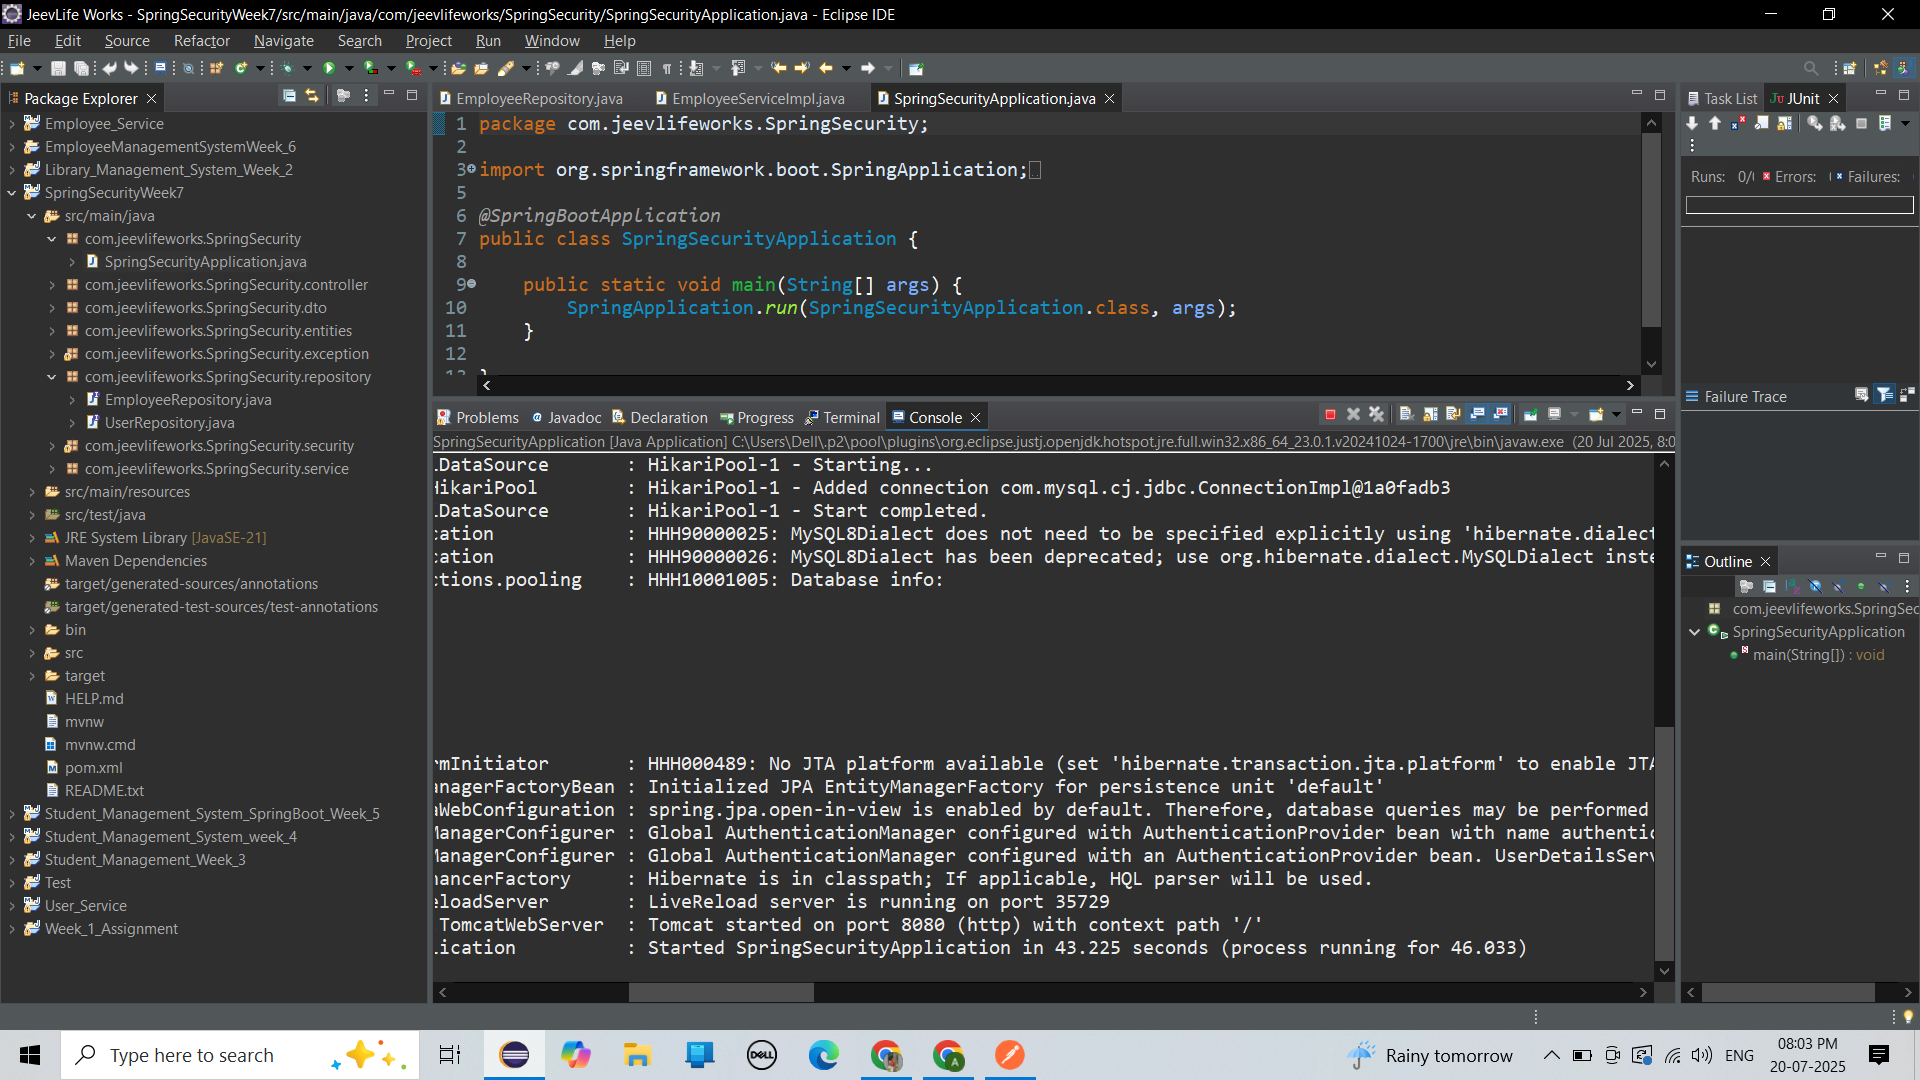 JeevLife Works - SpringSecurityWeek7/src/main/java/com/jeevlifeworks/SpringSecurity/SpringSecurityApplication.java - Eclipse IDE
File Edit Source Refactor Navigate Search Project Run Window Help
Package Explorer
Employee_Service
EmployeeManagementSystemWeek_6
Library_Management_System_Week_2
SpringSecurityWeek7
src/main/java
com.jeevlifeworks.SpringSecurity
SpringSecurityApplication.java
com.jeevlifeworks.SpringSecurity.controller
com.jeevlifeworks.SpringSecurity.dto
com.jeevlifeworks.SpringSecurity.entities
com.jeevlifeworks.SpringSecurity.exception
com.jeevlifeworks.SpringSecurity.repository
EmployeeRepository.java
UserRepository.java
com.jeevlifeworks.SpringSecurity.security
com.jeevlifeworks.SpringSecurity.service
src/main/resources
src/test/java
JRE System Library [JavaSE-21]
Maven Dependencies
target/generated-sources/annotations
target/generated-test-sources/test-annotations
bin
src
target
HELP.md
mvnw
mvnw.cmd
pom.xml
README.txt
Student_Management_System_SpringBoot_Week_5
Student_Management_System_week_4
Student_Management_Week_3
Test
User_Service
Week_1_Assignment
EmployeeRepository.java EmployeeServiceImpl.java SpringSecurityApplication.java
1 package com.jeevlifeworks.SpringSecurity;
2
3 import org.springframework.boot.SpringApplication;
5
6 @SpringBootApplication
7 public class SpringSecurityApplication {
8
9 public static void main(String[] args) {
10 SpringApplication.run(SpringSecurityApplication.class, args);
11 }
12
Problems Javadoc Declaration Progress Terminal Console
SpringSecurityApplication [Java Application] C:\Users\Dell\.p2\pool\plugins\org.eclipse.justj.openjdk.hotspot.jre.full.win32.x86_64_23.0.1.v20241024-1700\jre\bin\javaw.exe (20 Jul 2025, 8:0
.DataSource : HikariPool-1 - Starting...
HikariPool : HikariPool-1 - Added connection com.mysql.cj.jdbc.ConnectionImpl@1a0fadb3
.DataSource : HikariPool-1 - Start completed.
cation : HHH90000025: MySQL8Dialect does not need to be specified explicitly using 'hibernate.dialect
cation : HHH90000026: MySQL8Dialect has been deprecated; use org.hibernate.dialect.MySQLDialect inste
ctions.pooling : HHH10001005: Database info:
rmInitiator : HHH000489: No JTA platform available (set 'hibernate.transaction.jta.platform' to enable JTA
anagerFactoryBean : Initialized JPA EntityManagerFactory for persistence unit 'default'
aWebConfiguration : spring.jpa.open-in-view is enabled by default. Therefore, database queries may be performed
ManagerConfigurer : Global AuthenticationManager configured with AuthenticationProvider bean with name authentic
ManagerConfigurer : Global AuthenticationManager configured with an AuthenticationProvider bean. UserDetailsServ
hancerFactory : Hibernate is in classpath; If applicable, HQL parser will be used.
eloadServer : LiveReload server is running on port 35729
TomcatWebServer : Tomcat started on port 8080 (http) with context path '/'
lication : Started SpringSecurityApplication in 43.225 seconds (process running for 46.033)
Task List JUnit
Runs: 0/( Errors: ( Failures:
Failure Trace
Outline
com.jeevlifeworks.SpringSec
SpringSecurityApplication
main(String[]) : void
Type here to search
DELL
Rainy tomorrow
ENG
08:03 PM
20-07-2025